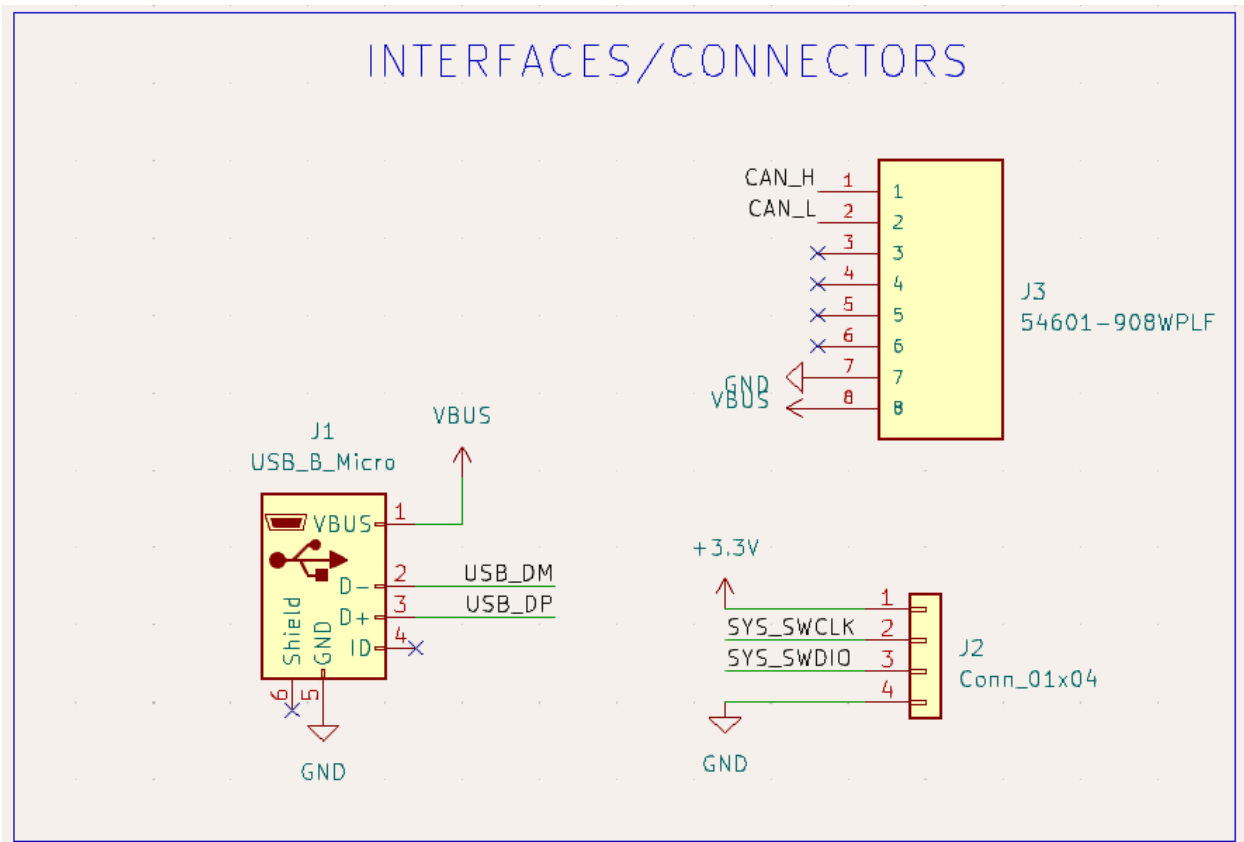 INTERFACES/CONNECTORS
CAN_H 1 1
CAN_L 2 2
3 3
4 4
5 5
6 6
GND 7 7
VBUS 8 8
J3
54601-908WPLF
VBUS
J1
USB_B_Micro
VBUS 1
D- 2 USB_DM
D+ 3 USB_DP
ID 4
Shield
GND
6
5
GND
+3.3V
1
SYS_SWCLK 2
SYS_SWDIO 3
4
J2
Conn_01x04
GND